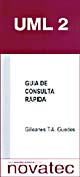 UML 2
GUIA DE
CONSULTA
RÁPIDA
Gilleanes T.A. Guedes
novatec